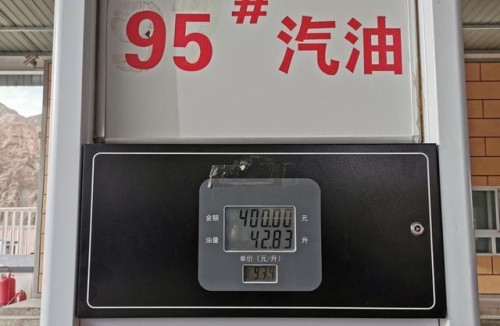 95#汽油
金额 400.00 元
油量 42.83 升
单价（元/升）
9.34